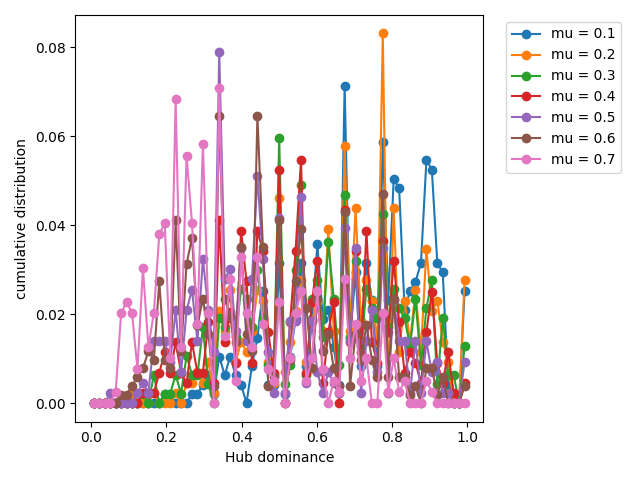 0.08
0.06
0.04
0.02
0.00
cumulative distribution
0.0 0.2 0.4 0.6 0.8 1.0
Hub dominance
mu = 0.1
mu = 0.2
mu = 0.3
mu = 0.4
mu = 0.5
mu = 0.6
mu = 0.7